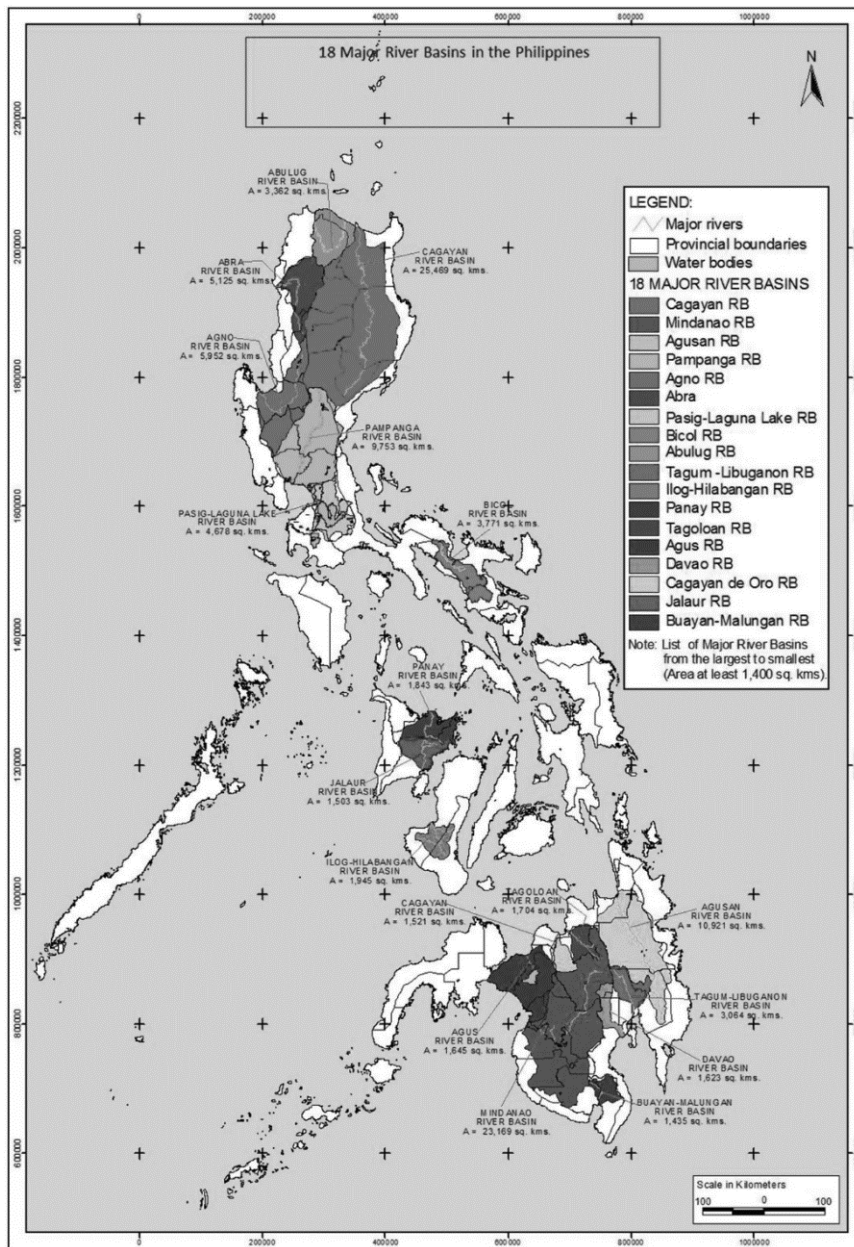 0
200000
400000
600000
800000
1000000
18 Major River Basins in the Philippines
N
2200000
2000000
1800000
1600000
1400000
1200000
1000000
800000
600000
ABULUG
RIVER BASIN
A = 3,362 sq. kms.
CAGAYAN
RIVER BASIN
A = 25,469 sq. kms.
ABRA
RIVER BASIN
A = 5,125 sq. kms.
AGNO
RIVER BASIN
A = 5,952 sq. kms.
PAMPANGA
RIVER BASIN
A = 9,753 sq. kms.
PASIG-LAGUNA LAKE
RIVER BASIN
A = 4,678 sq. kms.
BICOL
RIVER BASIN
A = 3,771 sq. kms.
PANAY
RIVER BASIN
A = 1,843 sq. kms.
JALAUR
RIVER BASIN
A = 1,503 sq. kms.
ILOG-HILABANGAN
RIVER BASIN
A = 1,945 sq. kms.
TAGOLOAN
RIVER BASIN
A = 1,704 sq. kms.
CAGAYAN
RIVER BASIN
A = 1,521 sq. kms.
AGUSAN
RIVER BASIN
A = 10,921 sq. kms.
TAGUM-LIBUGANON
RIVER BASIN
A = 3,064 sq. kms.
AGUS
RIVER BASIN
A = 1,645 sq. kms.
DAVAO
RIVER BASIN
A = 1,623 sq. kms.
MINDANAO
RIVER BASIN
A = 23,169 sq. kms.
BUAYAN-MALUNGAN
RIVER BASIN
A = 1,435 sq. kms.
LEGEND:
Major rivers
Provincial boundaries
Water bodies
18 MAJOR RIVER BASINS
Cagayan RB
Mindanao RB
Agusan RB
Pampanga RB
Agno RB
Abra
Pasig-Laguna Lake RB
Bicol RB
Abulug RB
Tagum -Libuganon RB
Ilog-Hilabangan RB
Panay RB
Tagoloan RB
Agus RB
Davao RB
Cagayan de Oro RB
Jalaur RB
Buayan-Malungan RB
Note: List of Major River Basins
from the largest to smallest
(Area at least 1,400 sq. kms).
Scale in Kilometers
100 0 100
0
200000
400000
600000
800000
1000000